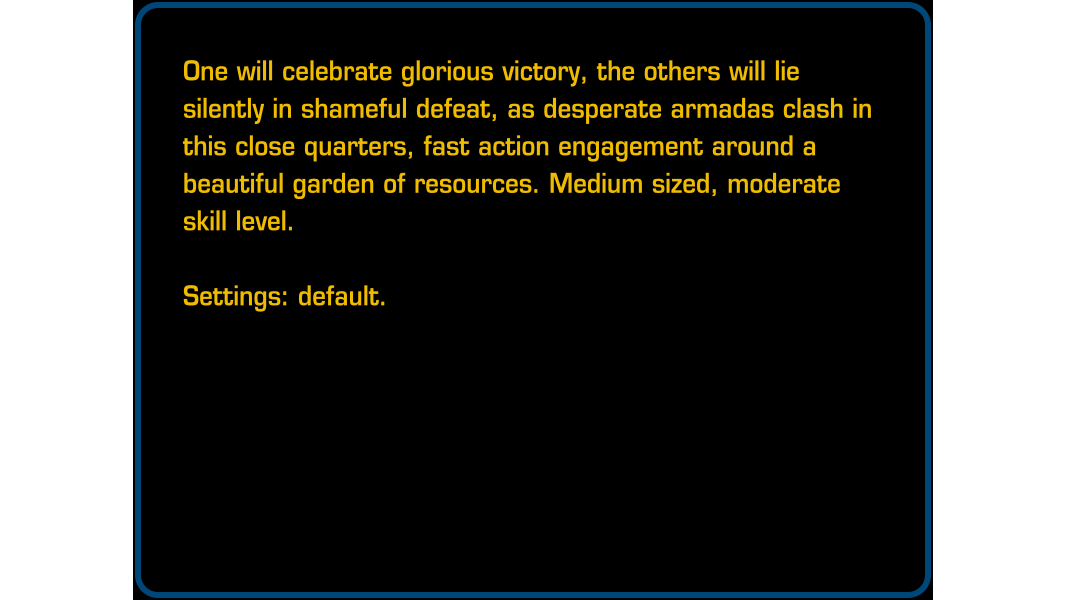 One will celebrate glorious victory, the others will lie
silently in shameful defeat, as desperate armadas clash in
this close quarters, fast action engagement around a
beautiful garden of resources. Medium sized, moderate
skill level.
Settings: default.